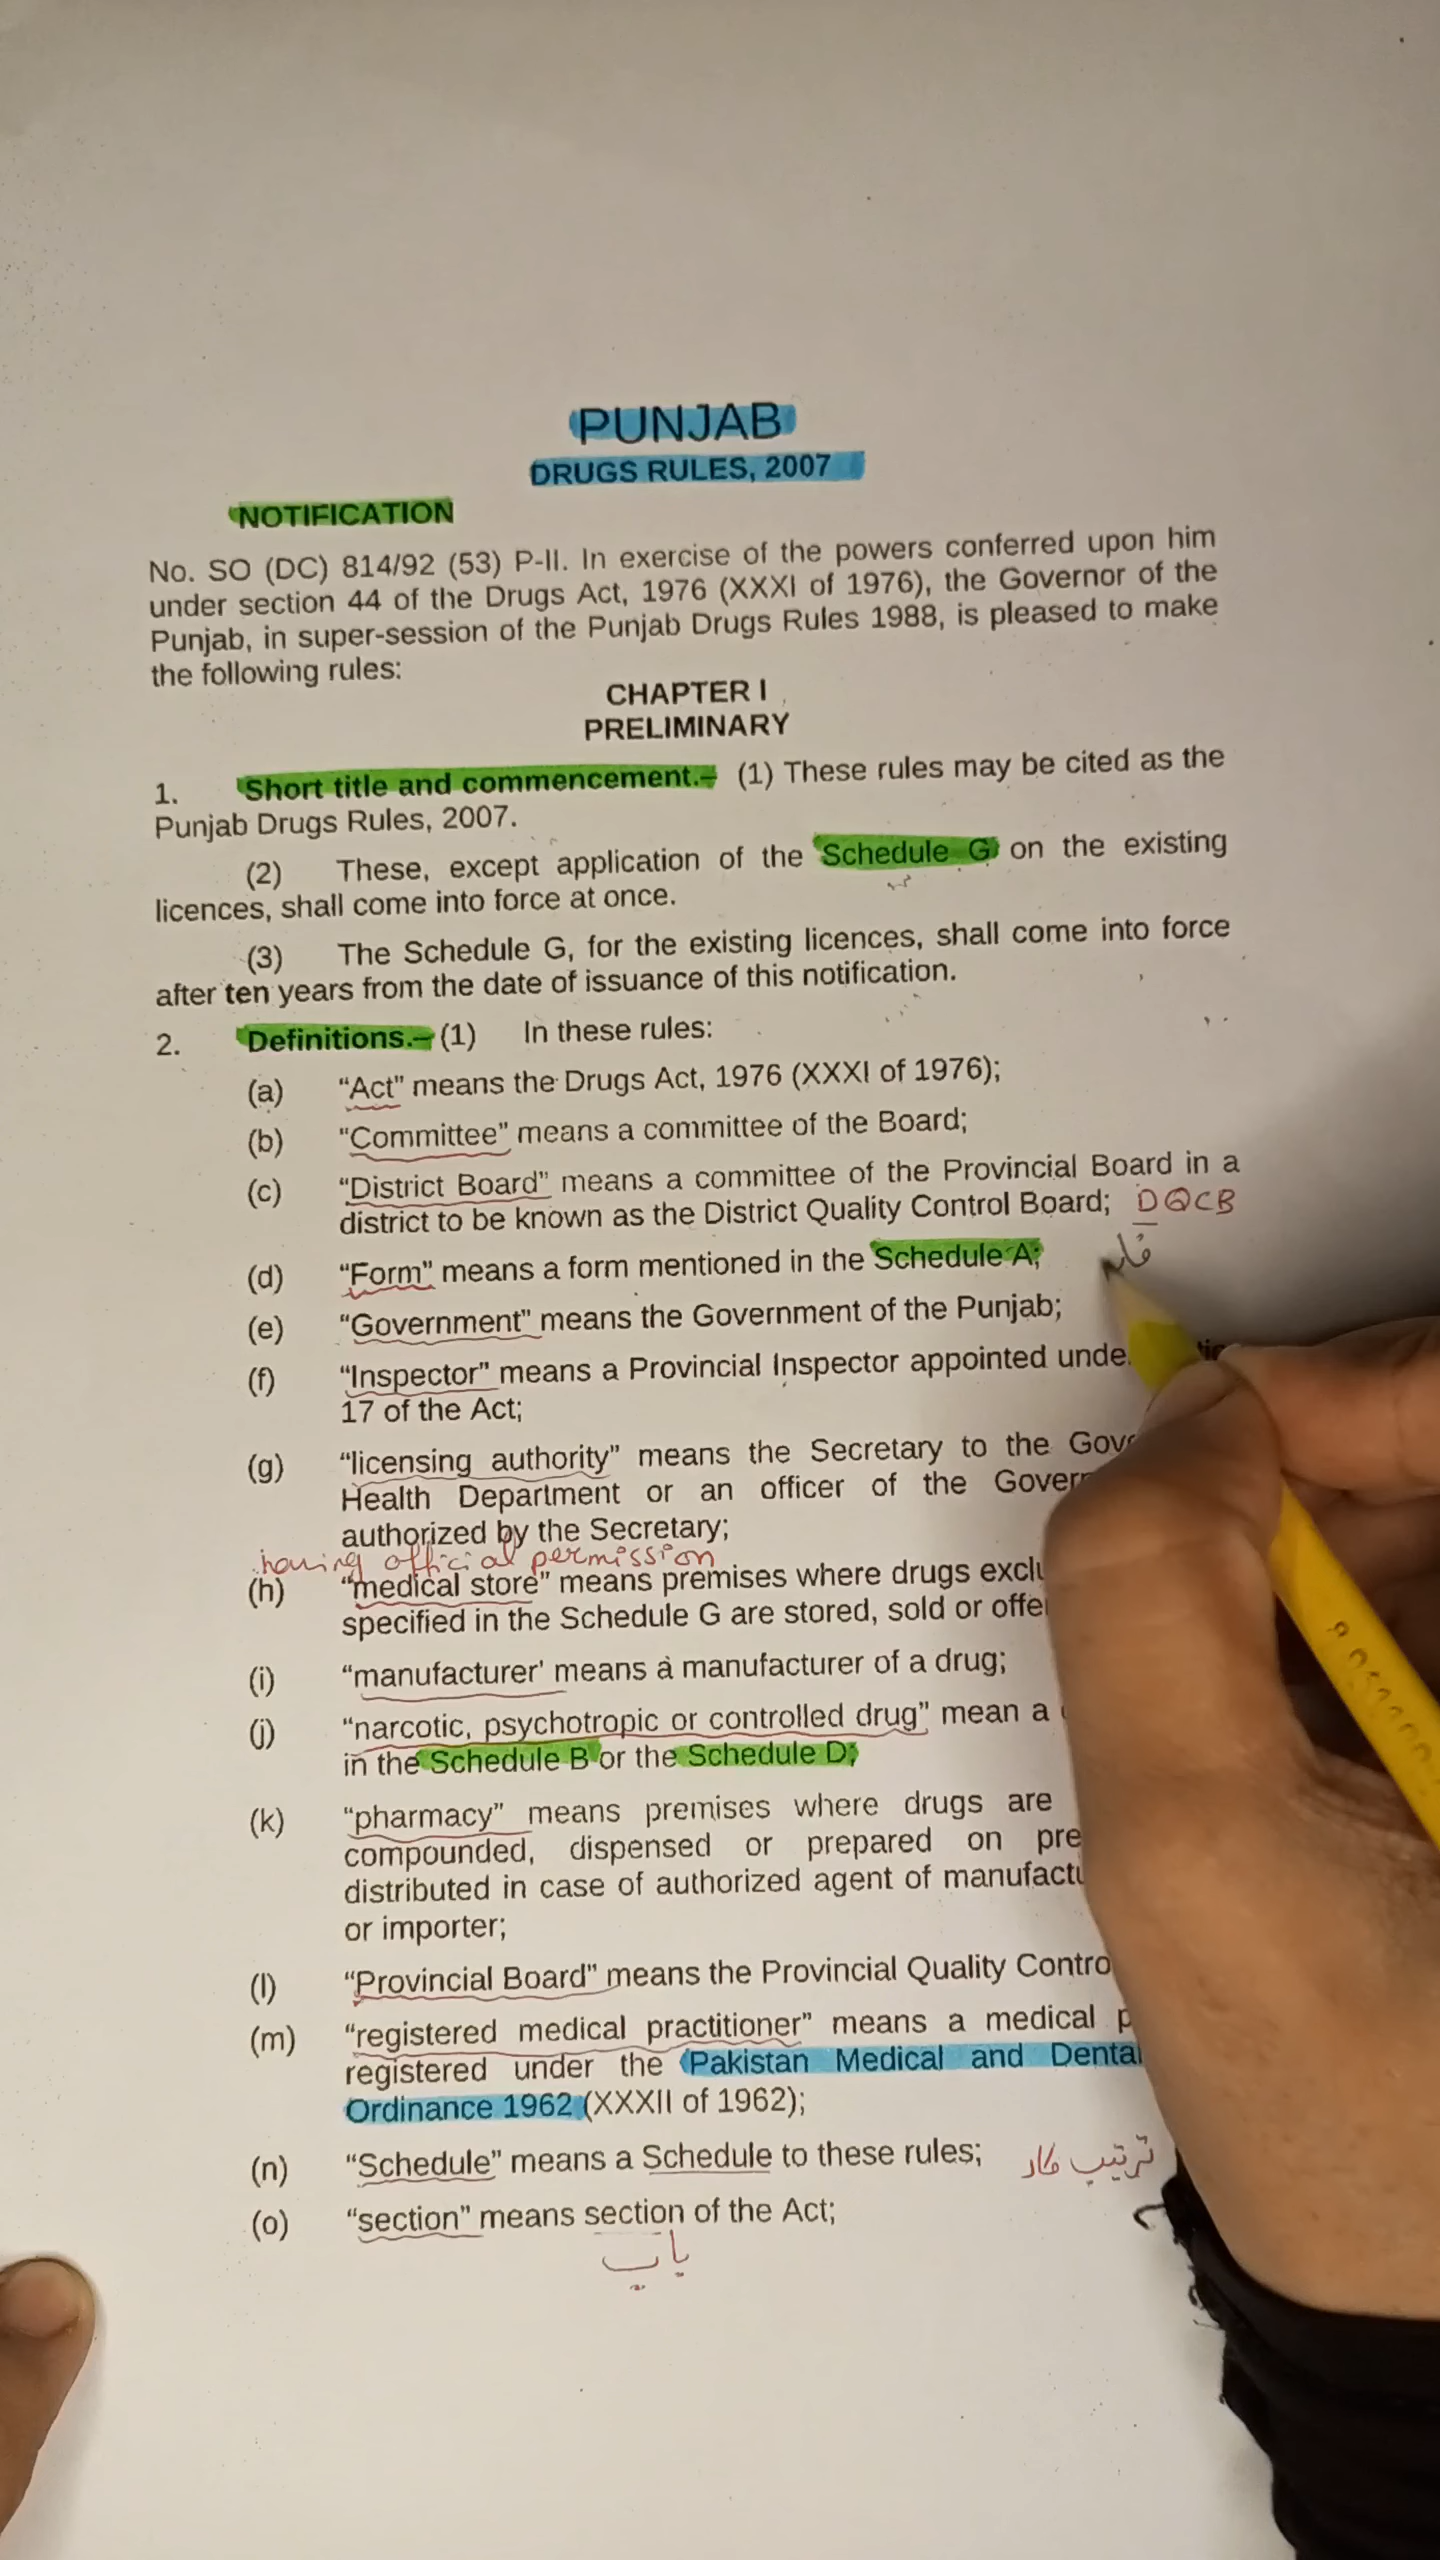 PUNJAB
DRUGS RULES, 2007
NOTIFICATION
No. SO (DC) 814/92 (53) P-II. In exercise of the powers conferred upon him
under section 44 of the Drugs Act, 1976 (XXXI of 1976), the Governor of the
Punjab, in super-session of the Punjab Drugs Rules 1988, is pleased to make
the following rules:
CHAPTER I
PRELIMINARY
1. Short title and commencement.– (1) These rules may be cited as the
Punjab Drugs Rules, 2007.
(2) These, except application of the Schedule G on the existing
licences, shall come into force at once.
(3) The Schedule G, for the existing licences, shall come into force
after ten years from the date of issuance of this notification.
2. Definitions.– (1) In these rules:
(a) “Act” means the Drugs Act, 1976 (XXXI of 1976);
(b) “Committee” means a committee of the Board;
(c) “District Board” means a committee of the Provincial Board in a
district to be known as the District Quality Control Board; DQCB
(d) “Form” means a form mentioned in the Schedule A;
(e) “Government” means the Government of the Punjab;
(f) “Inspector” means a Provincial Inspector appointed
17 of the Act;
(g) “licensing authority” means the Secretary to the
Health Department or an officer of the
authorized by the Secretary;
having official permission
(h) “medical store” means premises where drugs
specified in the Schedule G are stored, sold or
(i) “manufacturer' means a manufacturer of a drug;
(j) “narcotic, psychotropic or controlled drug” mean a
in the Schedule B or the Schedule D;
(k) “pharmacy” means premises where drugs are
compounded, dispensed or prepared on
distributed in case of authorized agent of
or importer;
(l) “Provincial Board” means the Provincial Quality
(m) “registered medical practitioner” means a medical
registered under the Pakistan Medical and Dental
Ordinance 1962 (XXXII of 1962);
(n) “Schedule” means a Schedule to these rules; ترتیب کار
(o) “section” means section of the Act;
باب